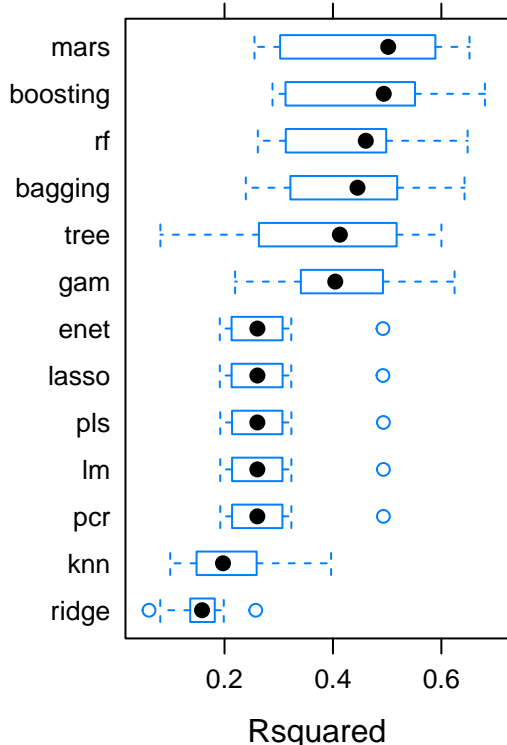 mars
boosting
rf
bagging
tree
gam
enet
lasso
pls
lm
pcr
knn
ridge
0.2 0.4 0.6
Rsquared